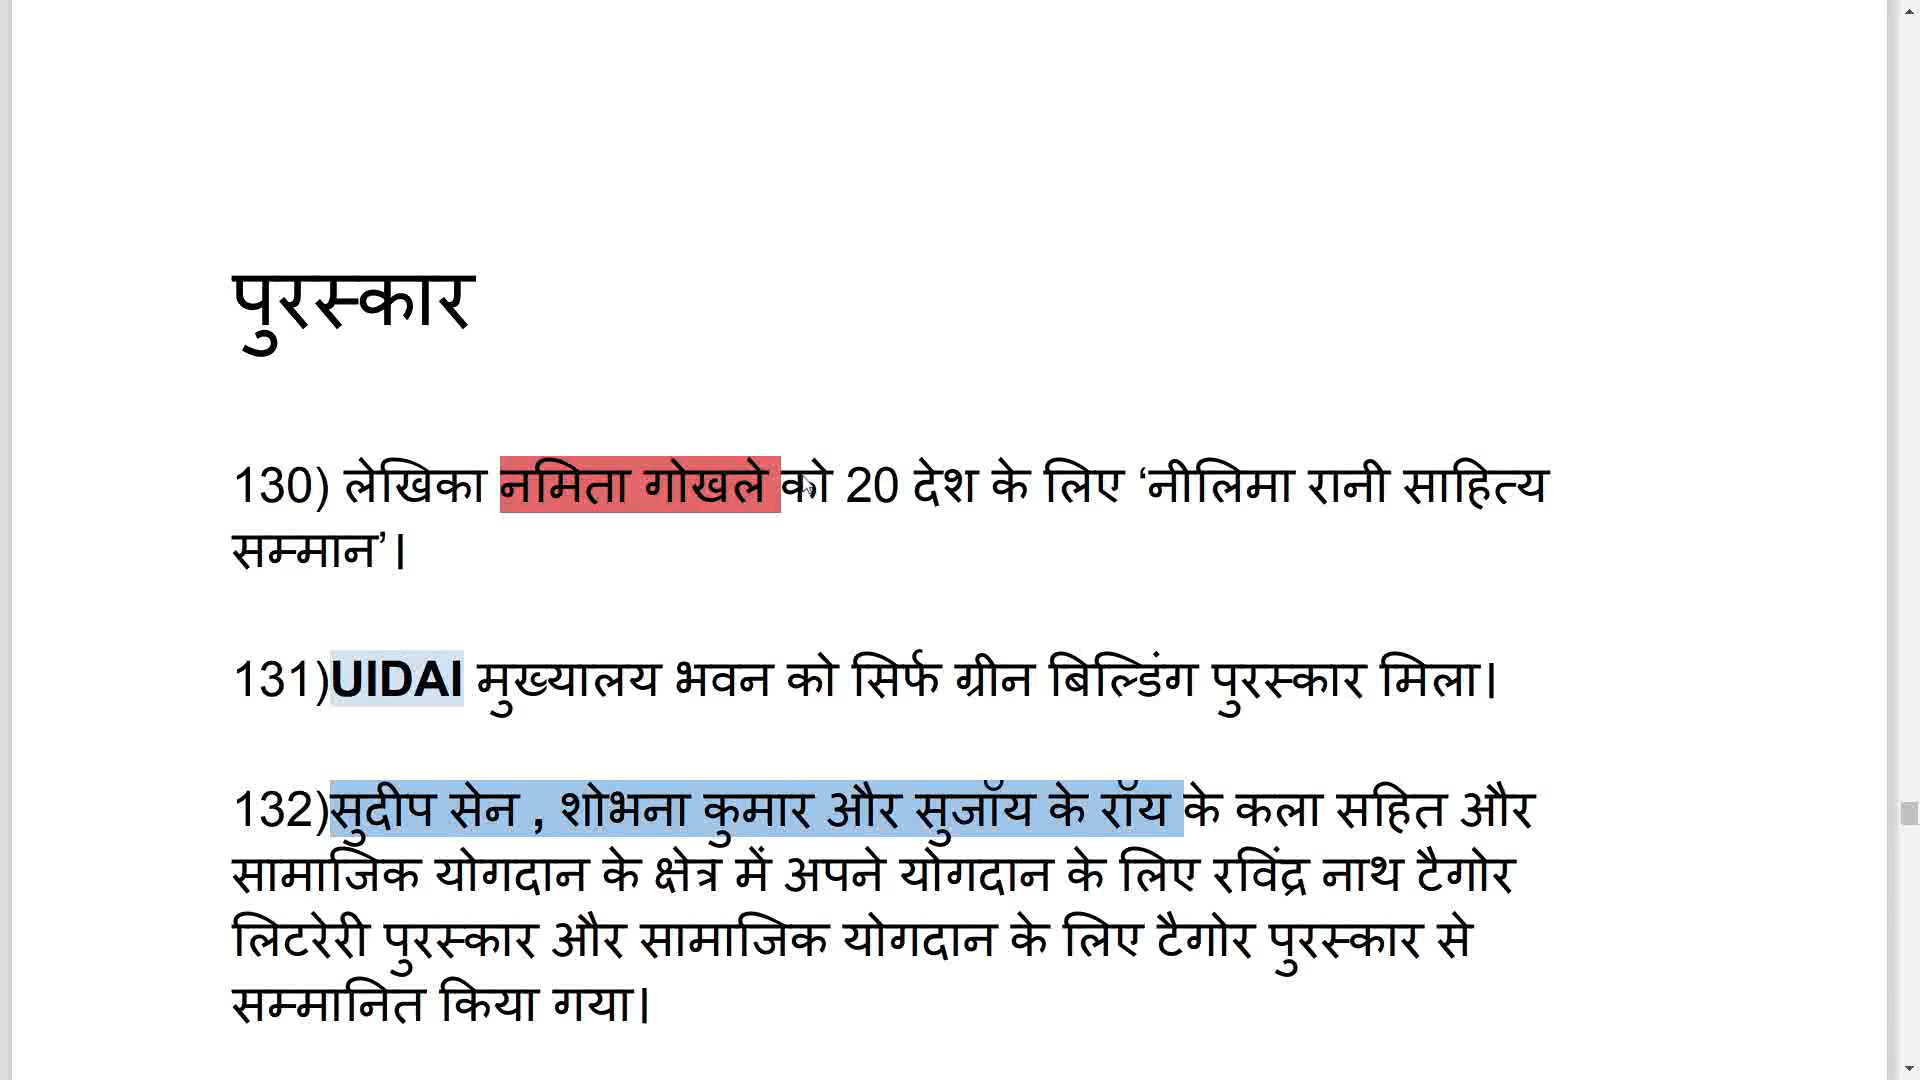 पुरस्कार
130) लेखिका नमिता गोखले को 20 देश के लिए ‘नीलिमा रानी साहित्य
सम्मान’।
131)UIDAI मुख्यालय भवन को सिर्फ ग्रीन बिल्डिंग पुरस्कार मिला।
132)सुदीप सेन , शोभना कुमार और सुजॉय के रॉय के कला सहित और
सामाजिक योगदान के क्षेत्र में अपने योगदान के लिए रविंद्र नाथ टैगोर
लिटरेरी पुरस्कार और सामाजिक योगदान के लिए टैगोर पुरस्कार से
सम्मानित किया गया।